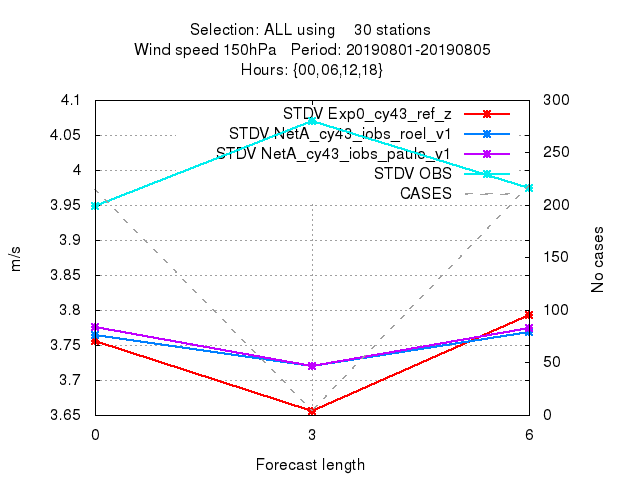 Selection: ALL using 30 stations
Wind speed 150hPa Period: 20190801-20190805
Hours: {00,06,12,18}
4.1
4.05
4
3.95
3.9
3.85
3.8
3.75
3.7
3.65
m/s
STDV Exp0_cy43_ref_z
STDV NetA_cy43_iobs_roel_v1
STDV NetA_cy43_iobs_paulo_v1
STDV OBS
CASES
300
250
200
150
100
50
0
No cases
0 3 6
Forecast length